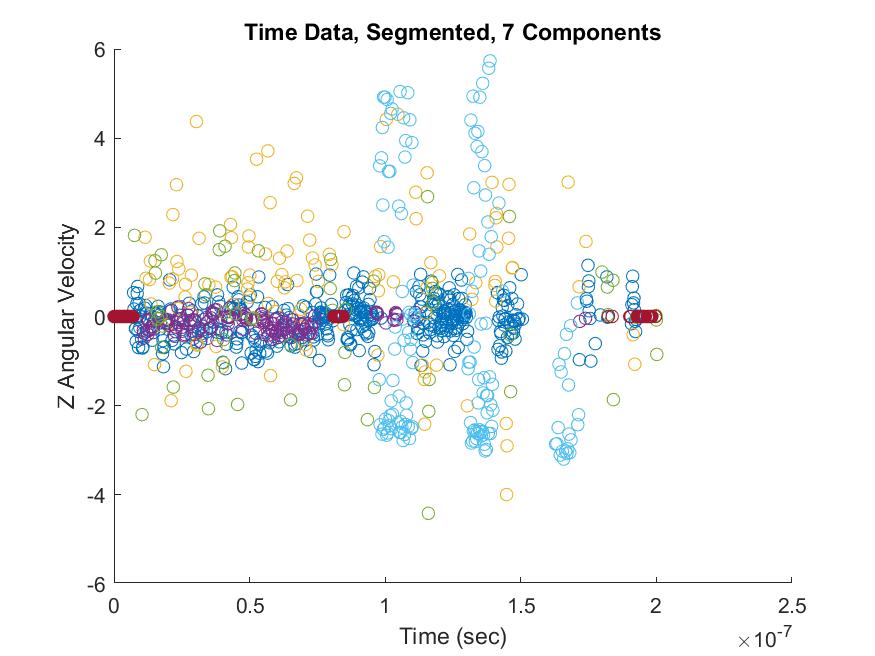 Time Data, Segmented, 7 Components
6
4
2
0
-2
-4
-6
Z Angular Velocity
0 0.5 1 1.5 2 2.5
Time (sec)
×10⁻⁷